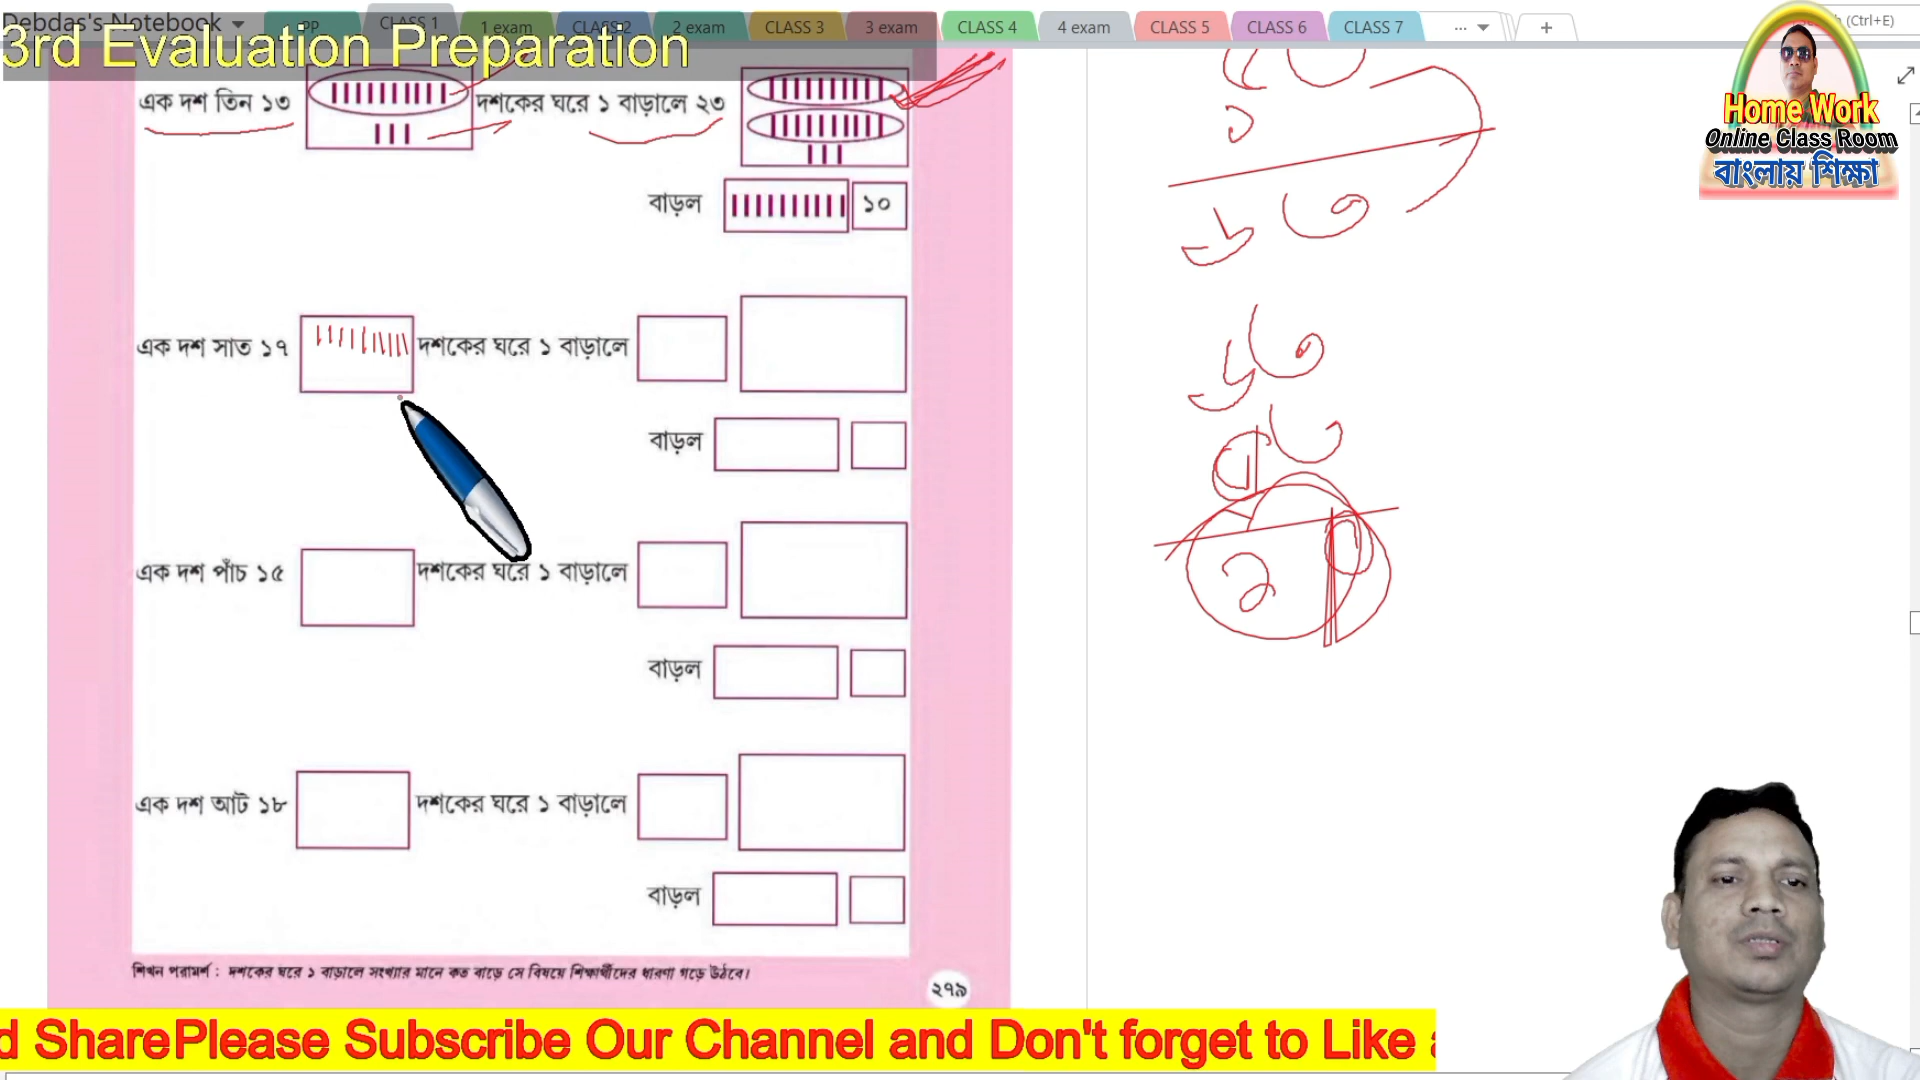 Debdas's Notebook
PP
CLASS 1
1 exam
CLASS 2
2 exam
CLASS 3
3 exam
CLASS 4
4 exam
CLASS 5
CLASS 6
CLASS 7
...
+
(Ctrl+E)
3rd Evaluation Preparation
Home Work
Online Class Room
বাংলায় শিক্ষা
এক দশ তিন ১৩
দশকের ঘরে ১ বাড়ালে ২৩
বাড়ল
১০
এক দশ সাত ১৭
দশকের ঘরে ১ বাড়ালে
বাড়ল
এক দশ পাঁচ ১৫
দশকের ঘরে ১ বাড়ালে
বাড়ল
এক দশ আট ১৮
দশকের ঘরে ১ বাড়ালে
বাড়ল
শিখন পরামর্শ : দশকের ঘরে ১ বাড়ালে সংখ্যার মানে কত বাড়ে সে বিষয়ে শিক্ষার্থীদের ধারণা গড়ে উঠবে।
২৭৯
d SharePlease Subscribe Our Channel and Don't forget to Like